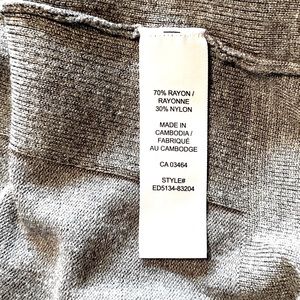 70% RAYON /
RAYONNE
30% NYLON
MADE IN
CAMBODIA /
FABRIQUÉ
AU CAMBODGE
CA 03464
STYLE#
ED5134-83204